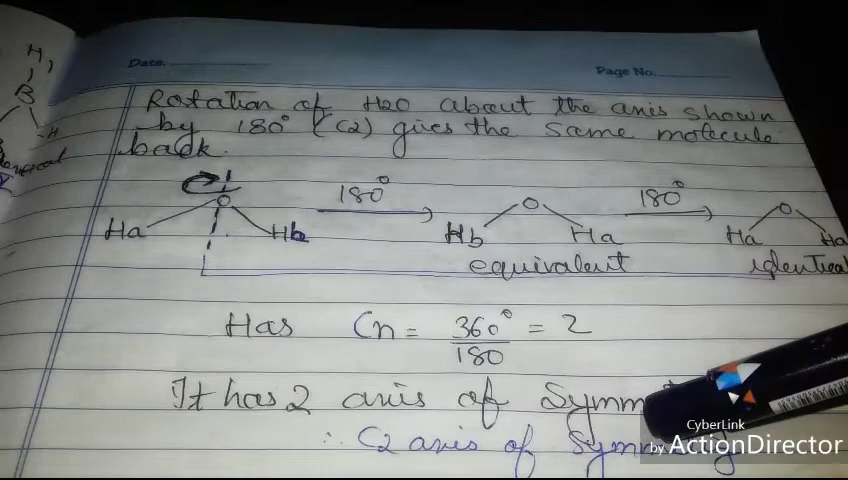 Date.
Page No.
H,
B
H
Rotation of H2O about the axis shown
by 180° (C2) gives the same molecule
back.
180° 180°
O O O
Ha Hb Hb Ha Ha Ha
equivalent identical
Has Cn = 360° / 180 = 2
It has 2 axis of Symm
∴ C2 axis of Symm
CyberLink
by ActionDirector